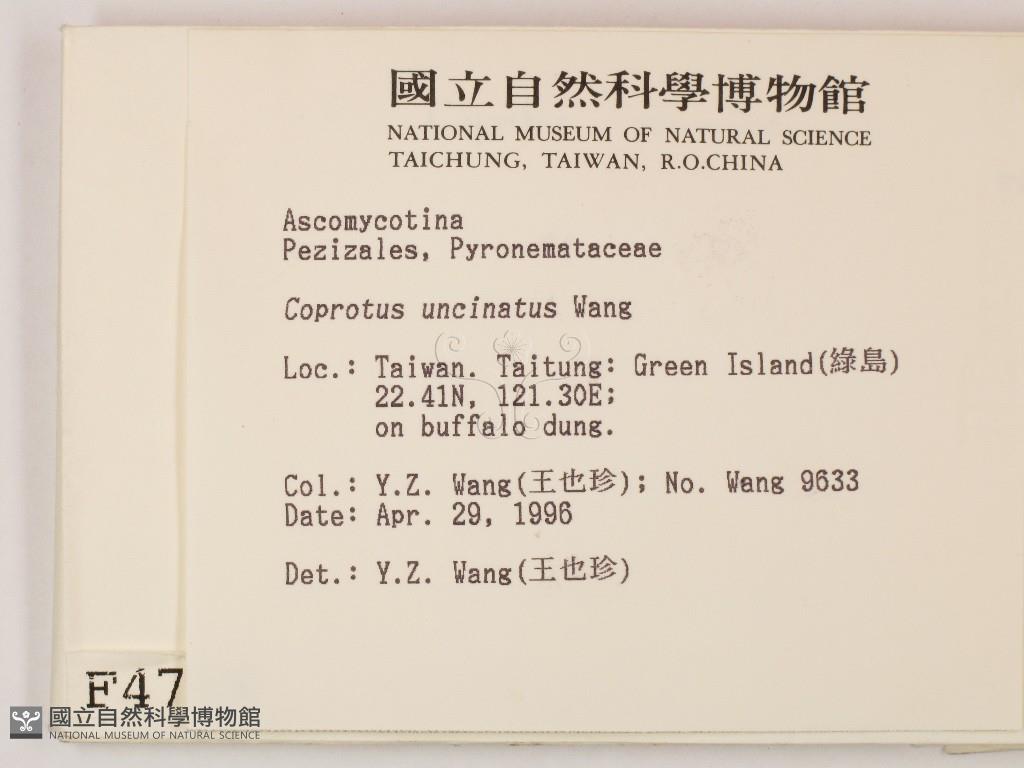 國立自然科學博物館
NATIONAL MUSEUM OF NATURAL SCIENCE
TAICHUNG, TAIWAN, R.O.CHINA
Ascomycotina
Pezizales, Pyronemataceae
Coprotus uncinatus Wang
Loc.: Taiwan. Taitung: Green Island(綠島)
22.41N, 121.30E;
on buffalo dung.
Col.: Y.Z. Wang(王也珍); No. Wang 9633
Date: Apr. 29, 1996
Det.: Y.Z. Wang(王也珍)
F47
國立自然科學博物館
NATIONAL MUSEUM OF NATURAL SCIENCE